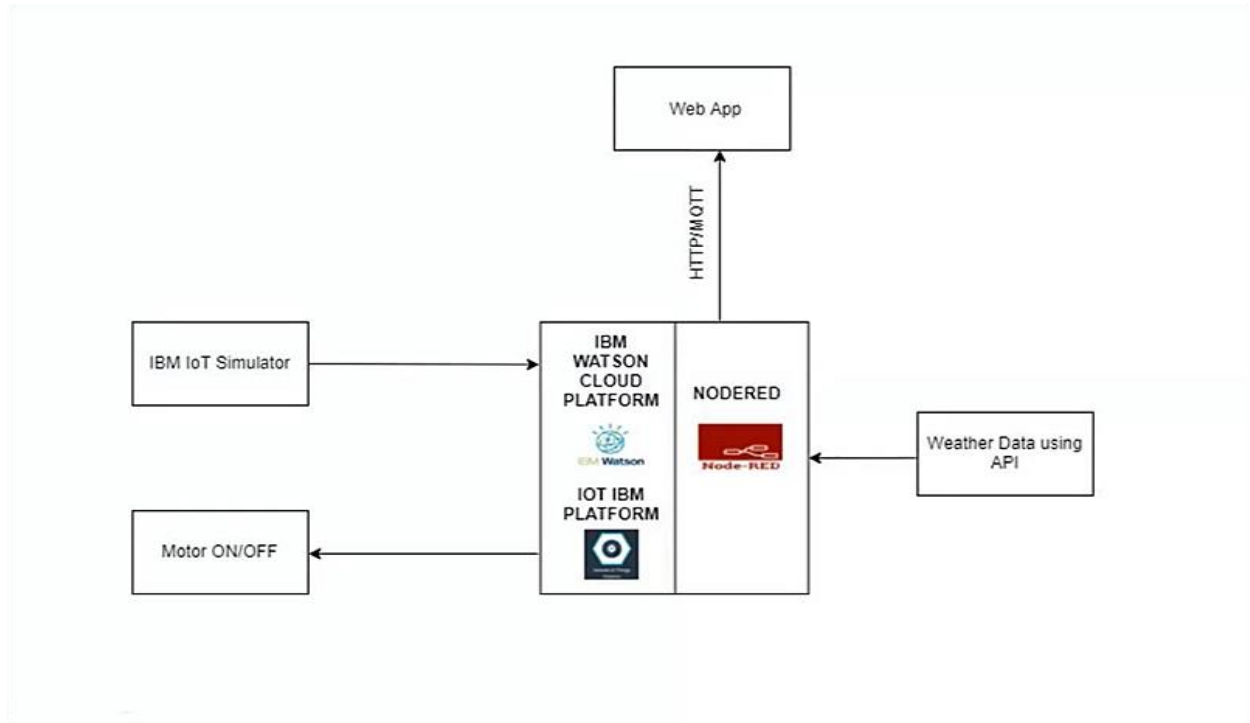 Web App
HTTP/MQTT
IBM IoT Simulator
IBM
WATSON
CLOUD
PLATFORM
IBM Watson
IOT IBM
PLATFORM
NODERED
Node-RED
Weather Data using
API
Motor ON/OFF